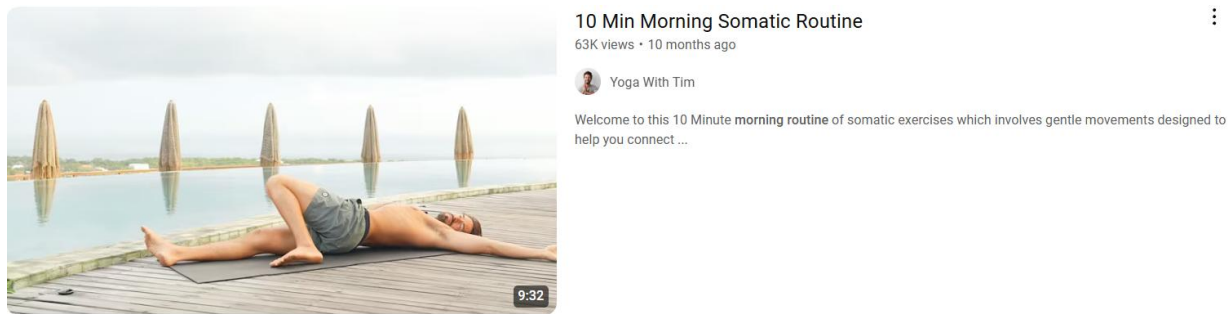 10 Min Morning Somatic Routine
63K views • 10 months ago
Yoga With Tim
Welcome to this 10 Minute morning routine of somatic exercises which involves gentle movements designed to
help you connect ...
9:32